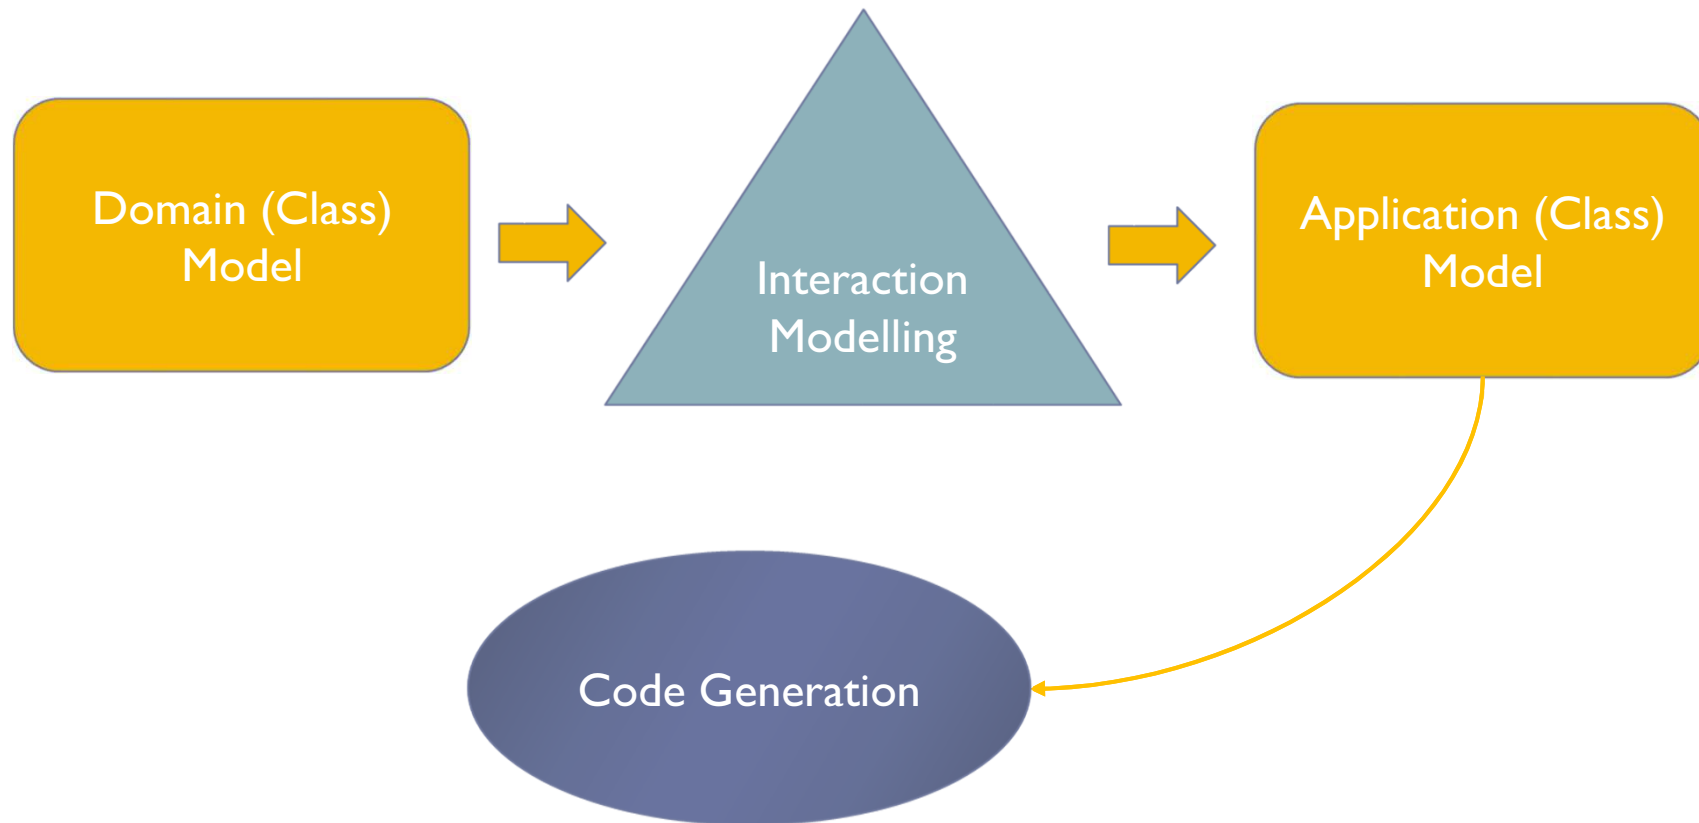 Domain (Class)
Model
Interaction
Modelling
Application (Class)
Model
Code Generation